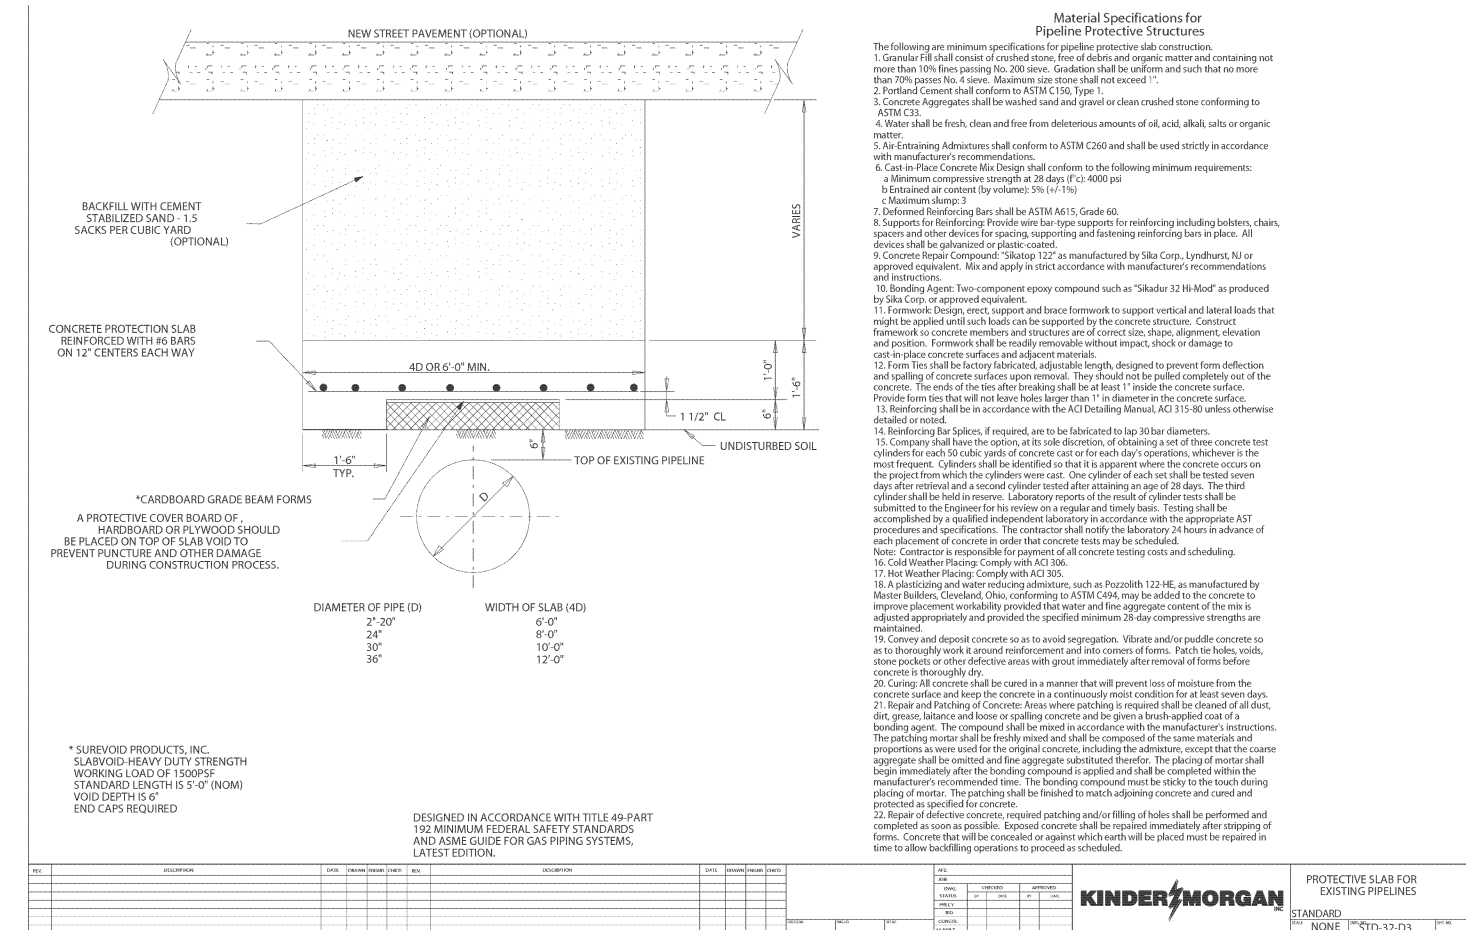 NEW STREET PAVEMENT (OPTIONAL)
BACKFILL WITH CEMENT
STABILIZED SAND - 1.5
SACKS PER CUBIC YARD
(OPTIONAL)
VARIES
CONCRETE PROTECTION SLAB
REINFORCED WITH #6 BARS
ON 12" CENTERS EACH WAY
4D OR 6'-0" MIN.
1'-0"
1'-6"
6"
1 1/2" CL
UNDISTURBED SOIL
6"
1'-6"
TYP.
TOP OF EXISTING PIPELINE
D
*CARDBOARD GRADE BEAM FORMS
A PROTECTIVE COVER BOARD OF ,
HARDBOARD OR PLYWOOD SHOULD
BE PLACED ON TOP OF SLAB VOID TO
PREVENT PUNCTURE AND OTHER DAMAGE
DURING CONSTRUCTION PROCESS.
DIAMETER OF PIPE (D) WIDTH OF SLAB (4D)
2"-20" 6'-0"
24" 8'-0"
30" 10'-0"
36" 12'-0"
* SUREVOID PRODUCTS, INC.
SLABVOID-HEAVY DUTY STRENGTH
WORKING LOAD OF 1500PSF
STANDARD LENGTH IS 5'-0" (NOM)
VOID DEPTH IS 6"
END CAPS REQUIRED
DESIGNED IN ACCORDANCE WITH TITLE 49-PART
192 MINIMUM FEDERAL SAFETY STANDARDS
AND ASME GUIDE FOR GAS PIPING SYSTEMS,
LATEST EDITION.
Material Specifications for
Pipeline Protective Structures
The following are minimum specifications for pipeline protective slab construction.
1. Granular Fill shall consist of crushed stone, free of debris and organic matter and containing not
more than 10% fines passing No. 200 sieve. Gradation shall be uniform and such that no more
than 70% passes No. 4 sieve. Maximum size stone shall not exceed 1".
2. Portland Cement shall conform to ASTM C150, Type 1.
3. Concrete Aggregates shall be washed sand and gravel or clean crushed stone conforming to
ASTM C33.
4. Water shall be fresh, clean and free from deleterious amounts of oil, acid, alkali, salts or organic
matter.
5. Air-Entraining Admixtures shall conform to ASTM C260 and shall be used strictly in accordance
with manufacturer's recommendations.
6. Cast-in-Place Concrete Mix Design shall conform to the following minimum requirements:
a Minimum compressive strength at 28 days (f'c): 4000 psi
b Entrained air content (by volume): 5% (+/-1%)
c Maximum slump: 3
7. Deformed Reinforcing Bars shall be ASTM A615, Grade 60.
8. Supports for Reinforcing: Provide wire bar-type supports for reinforcing including bolsters, chairs,
spacers and other devices for spacing, supporting and fastening reinforcing bars in place. All
devices shall be galvanized or plastic-coated.
9. Concrete Repair Compound: "Sikatop 122" as manufactured by Sika Corp., Lyndhurst, NJ or
approved equivalent. Mix and apply in strict accordance with manufacturer's recommendations
and instructions.
10. Bonding Agent: Two-component epoxy compound such as "Sikadur 32 Hi-Mod" as produced
by Sika Corp. or approved equivalent.
11. Formwork: Design, erect, support and brace formwork to support vertical and lateral loads that
might be applied until such loads can be supported by the concrete structure. Construct
framework so concrete members and structures are of correct size, shape, alignment, elevation
and position. Formwork shall be readily removable without impact, shock or damage to
cast-in-place concrete surfaces and adjacent materials.
12. Form Ties shall be factory fabricated, adjustable length, designed to prevent form deflection
and spalling of concrete surfaces upon removal. They should not be pulled completely out of the
concrete. The ends of the ties after breaking shall be at least 1" inside the concrete surface.
Provide form ties that will not leave holes larger than 1" in diameter in the concrete surface.
13. Reinforcing shall be in accordance with the ACI Detailing Manual, ACI 315-80 unless otherwise
detailed or noted.
14. Reinforcing Bar Splices, if required, are to be fabricated to lap 30 bar diameters.
15. Company shall have the option, at its sole discretion, of obtaining a set of three concrete test
cylinders for each 50 cubic yards of concrete cast or for each day's operations, whichever is the
most frequent. Cylinders shall be identified so that it is apparent where the concrete occurs on
the project from which the cylinders were cast. One cylinder of each set shall be tested seven
days after retrieval and a second cylinder tested after attaining an age of 28 days. The third
cylinder shall be held in reserve. Laboratory reports of the result of cylinder tests shall be
submitted to the Engineer for his review on a regular and timely basis. Testing shall be
accomplished by a qualified independent laboratory in accordance with the appropriate AST
procedures and specifications. The contractor shall notify the laboratory 24 hours in advance of
each placement of concrete in order that concrete tests may be scheduled.
Note: Contractor is responsible for payment of all concrete testing costs and scheduling.
16. Cold Weather Placing: Comply with ACI 306.
17. Hot Weather Placing: Comply with ACI 305.
18. A plasticizing and water reducing admixture, such as Pozzolith 122-HE, as manufactured by
Master Builders, Cleveland, Ohio, conforming to ASTM C494, may be added to the concrete to
improve placement workability provided that water and fine aggregate content of the mix is
adjusted appropriately and provided the specified minimum 28-day compressive strengths are
maintained.
19. Convey and deposit concrete so as to avoid segregation. Vibrate and/or puddle concrete so
as to thoroughly work it around reinforcement and into corners of forms. Patch tie holes, voids,
stone pockets or other defective areas with grout immediately after removal of forms before
concrete is thoroughly dry.
20. Curing: All concrete shall be cured in a manner that will prevent loss of moisture from the
concrete surface and keep the concrete in a continuously moist condition for at least seven days.
21. Repair and Patching of Concrete: Areas where patching is required shall be cleaned of all dust,
dirt, grease, laitance and loose or spalling concrete and be given a brush-applied coat of a
bonding agent. The compound shall be mixed in accordance with the manufacturer's instructions.
The patching mortar shall be freshly mixed and shall be composed of the same materials and
proportions as were used for the original concrete, including the admixture, except that the coarse
aggregate shall be omitted and fine aggregate substituted therefor. The placing of mortar shall
begin immediately after the bonding compound is applied and shall be completed within the
manufacturer's recommended time. The bonding compound must be sticky to the touch during
placing of mortar. The patching shall be finished to match adjoining concrete and cured and
protected as specified for concrete.
22. Repair of defective concrete, required patching and/or filling of holes shall be performed and
completed as soon as possible. Exposed concrete shall be repaired immediately after stripping of
forms. Concrete that will be concealed or against which earth will be placed must be repaired in
time to allow backfilling operations to proceed as scheduled.
REV. DESCRIPTION DATE DRAWN ENGNR CHK'D REV. DESCRIPTION DATE DRAWN ENGNR CHK'D
AFE:
JOB:
DWG. STATUS CHECKED APPROVED
BY DATE BY DATE
PREL'Y
BID
CONSTR.
KINDER MORGAN
INC
PROTECTIVE SLAB FOR
EXISTING PIPELINES
STANDARD
SCALE
NONE
STD-32-D3
SHT. NO.